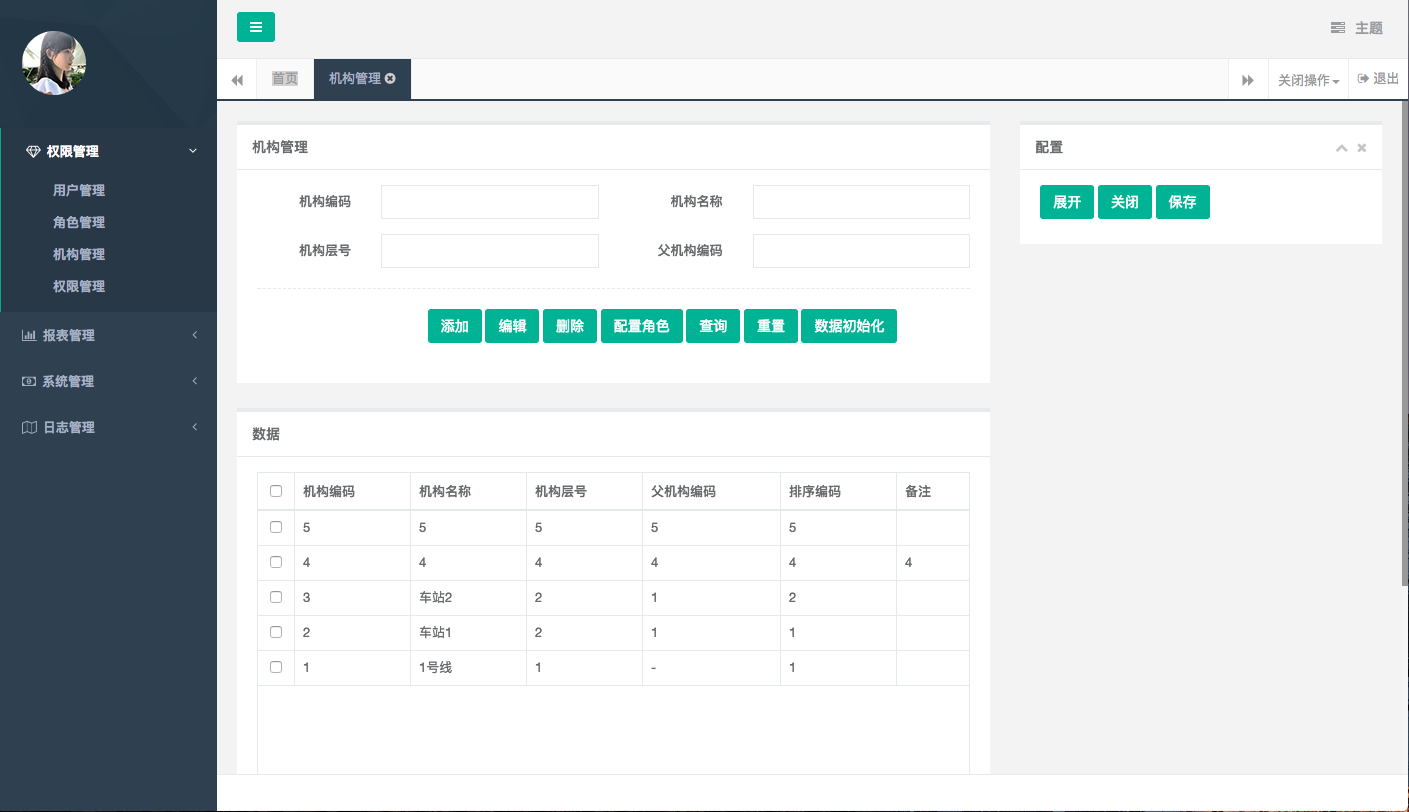 主题
首页 机构管理 关闭操作 退出
权限管理
用户管理
角色管理
机构管理
权限管理
报表管理
系统管理
日志管理
机构管理
机构编码 机构名称
机构层号 父机构编码
添加 编辑 删除 配置角色 查询 重置 数据初始化
配置
展开 关闭 保存
数据
机构编码 机构名称 机构层号 父机构编码 排序编码 备注
5 5 5 5 5
4 4 4 4 4 4
3 车站2 2 1 2
2 车站1 2 1 1
1 1号线 1 - 1